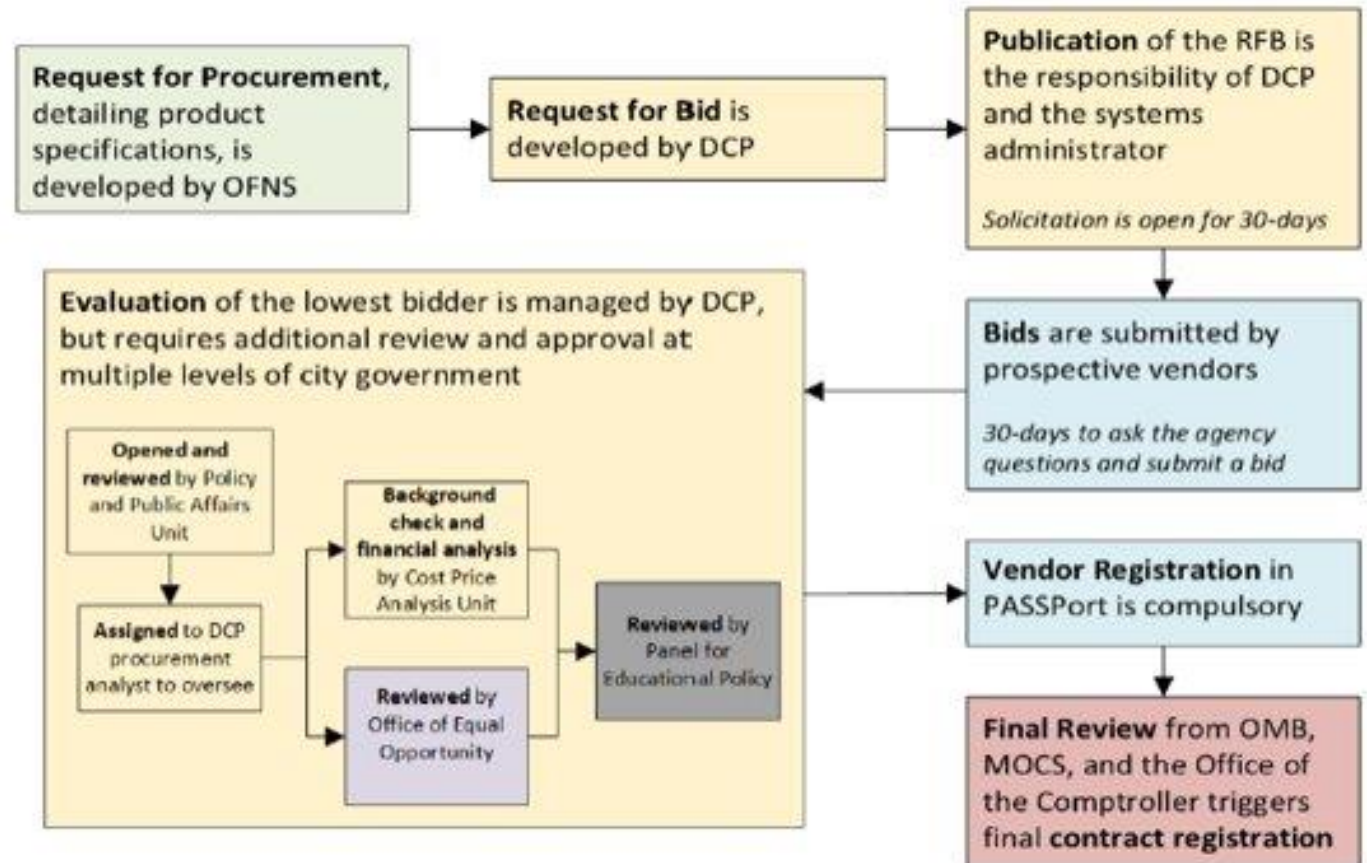 Request for Procurement,
detailing product
specifications, is
developed by OFNS
Request for Bid is
developed by DCP
Publication of the RFB is
the responsibility of DCP
and the systems
administrator
Solicitation is open for 30-days
Bids are submitted by
prospective vendors
30-days to ask the agency
questions and submit a bid
Evaluation of the lowest bidder is managed by DCP,
but requires additional review and approval at
multiple levels of city government
Opened and
reviewed by Policy
and Public Affairs
Unit
Assigned to DCP
procurement
analyst to oversee
Background
check and
financial analysis
by Cost Price
Analysis Unit
Reviewed by
Office of Equal
Opportunity
Reviewed by
Panel for
Educational Policy
Vendor Registration in
PASSPort is compulsory
Final Review from OMB,
MOCS, and the Office of
the Comptroller triggers
final contract registration